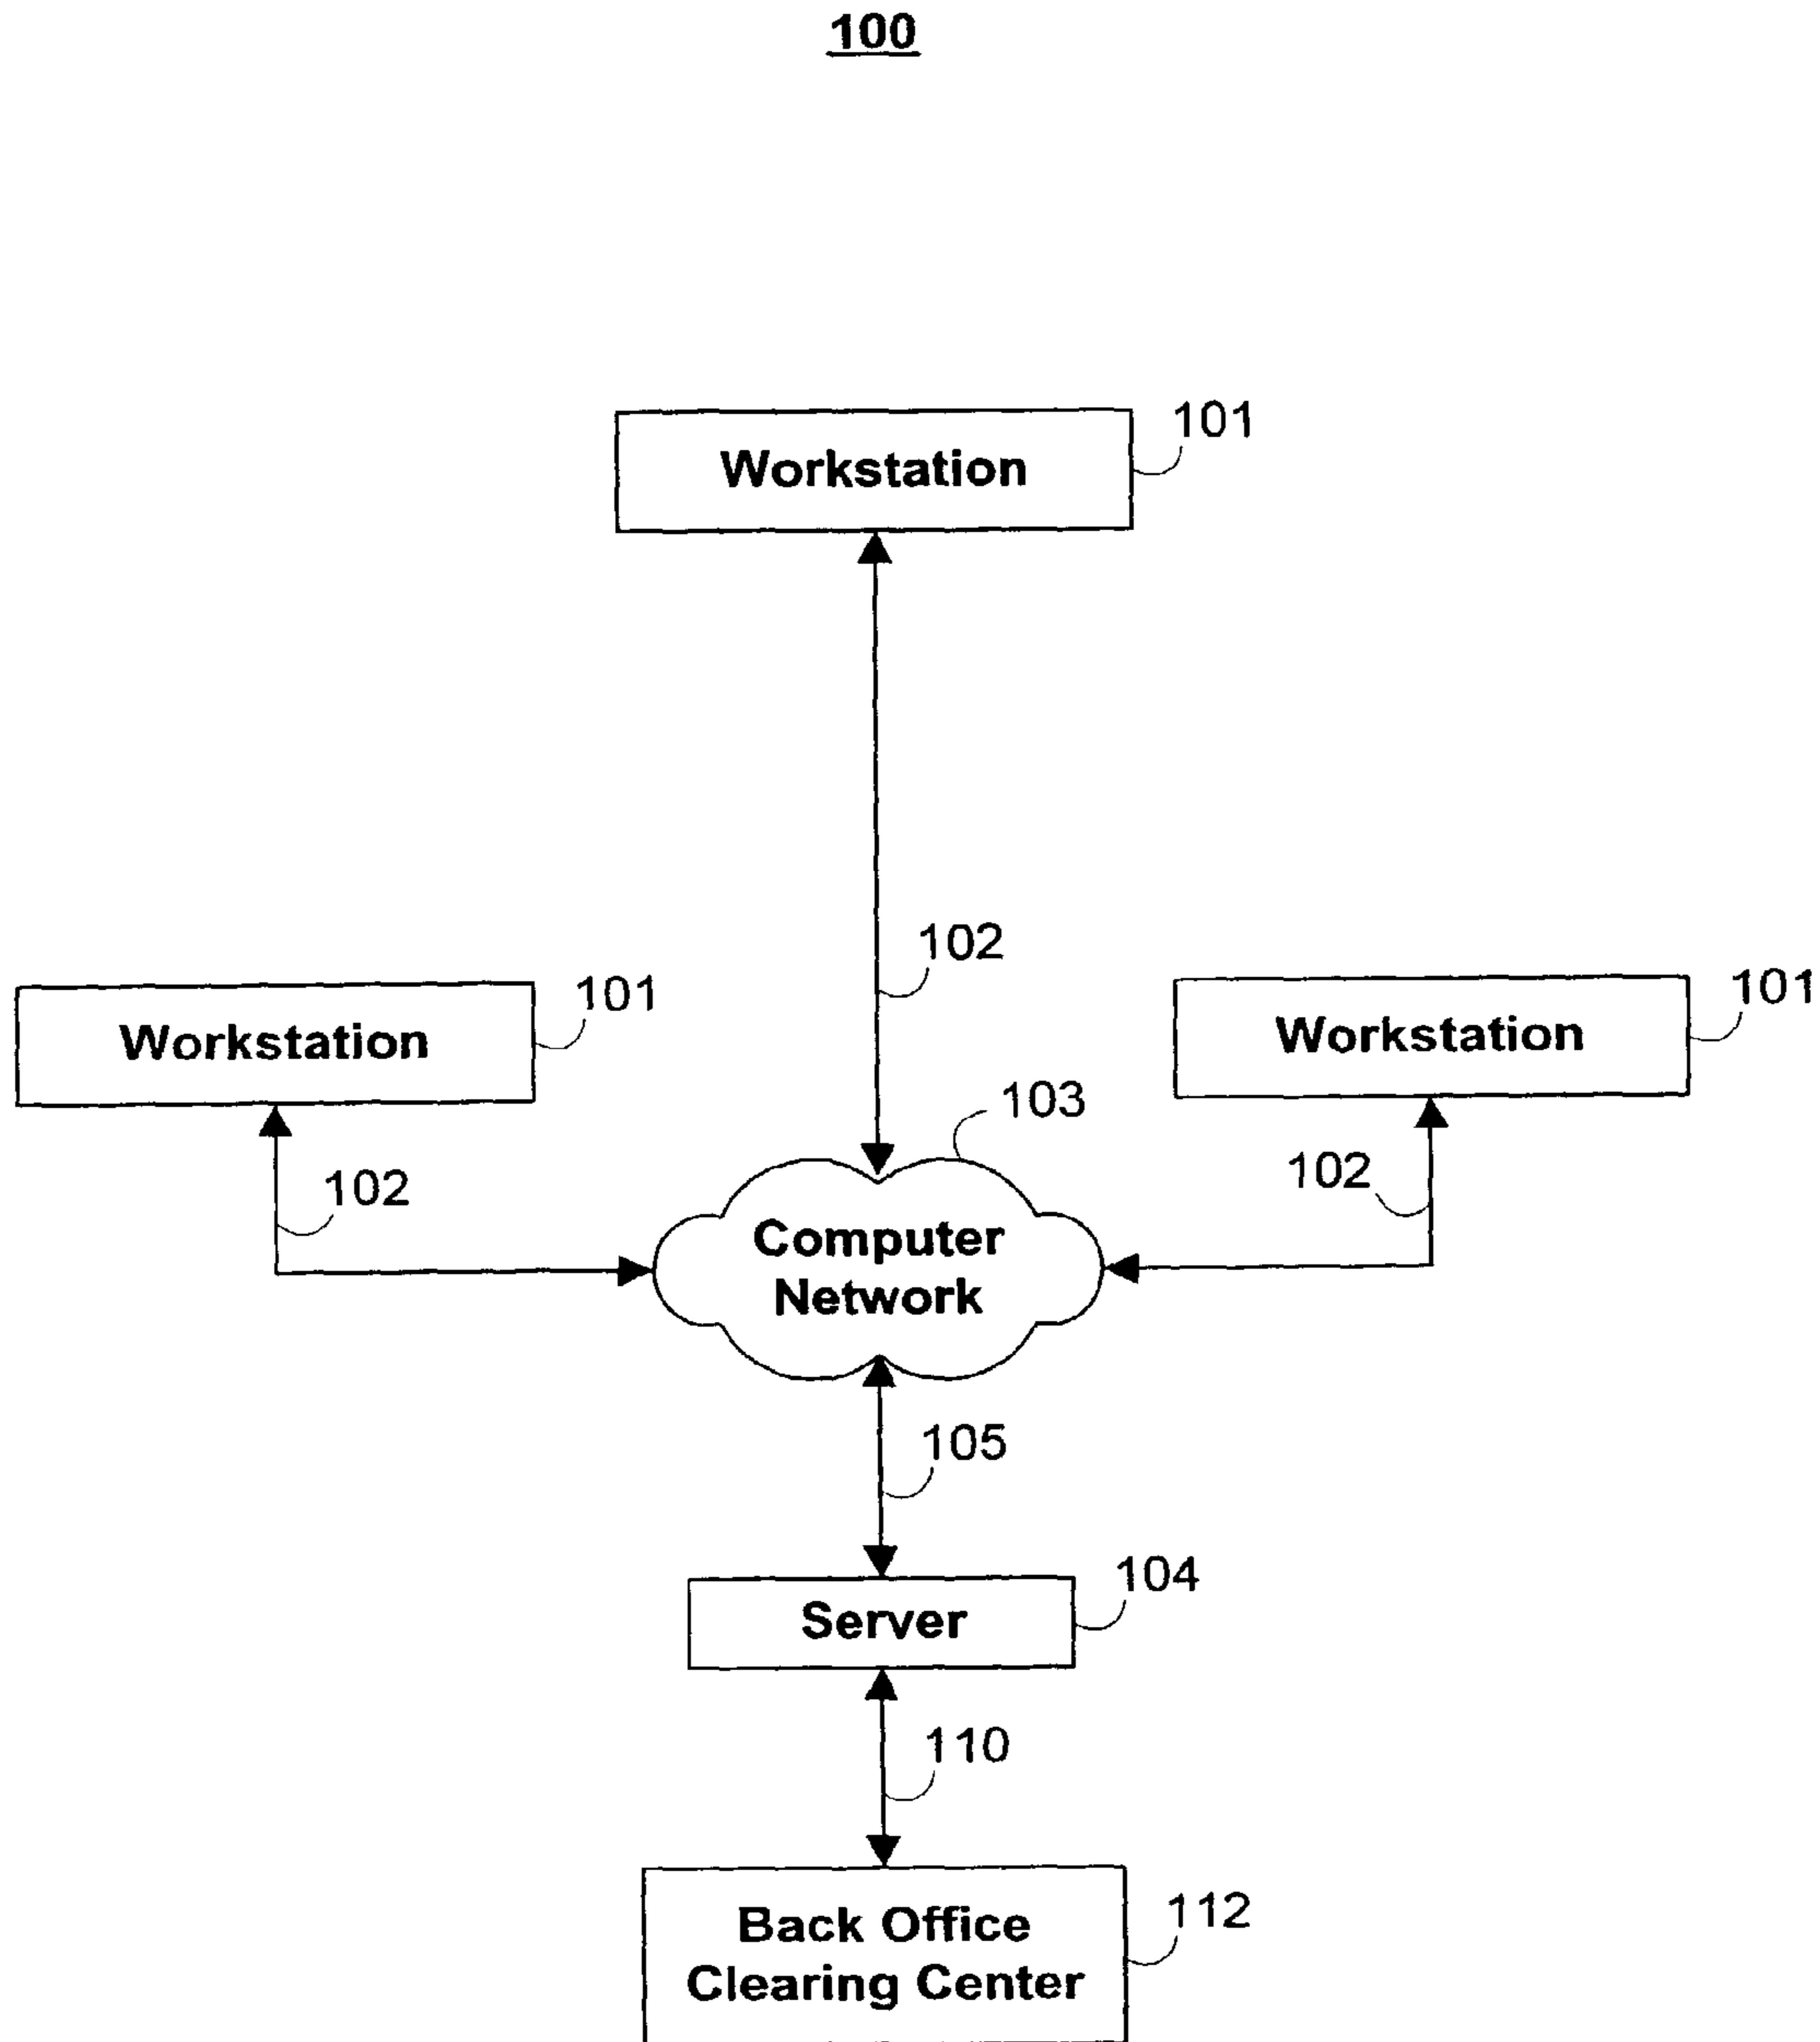 100
Workstation
101
102
Workstation
101
Workstation
101
103
102
102
Computer
Network
105
Server
104
110
Back Office
Clearing Center
112